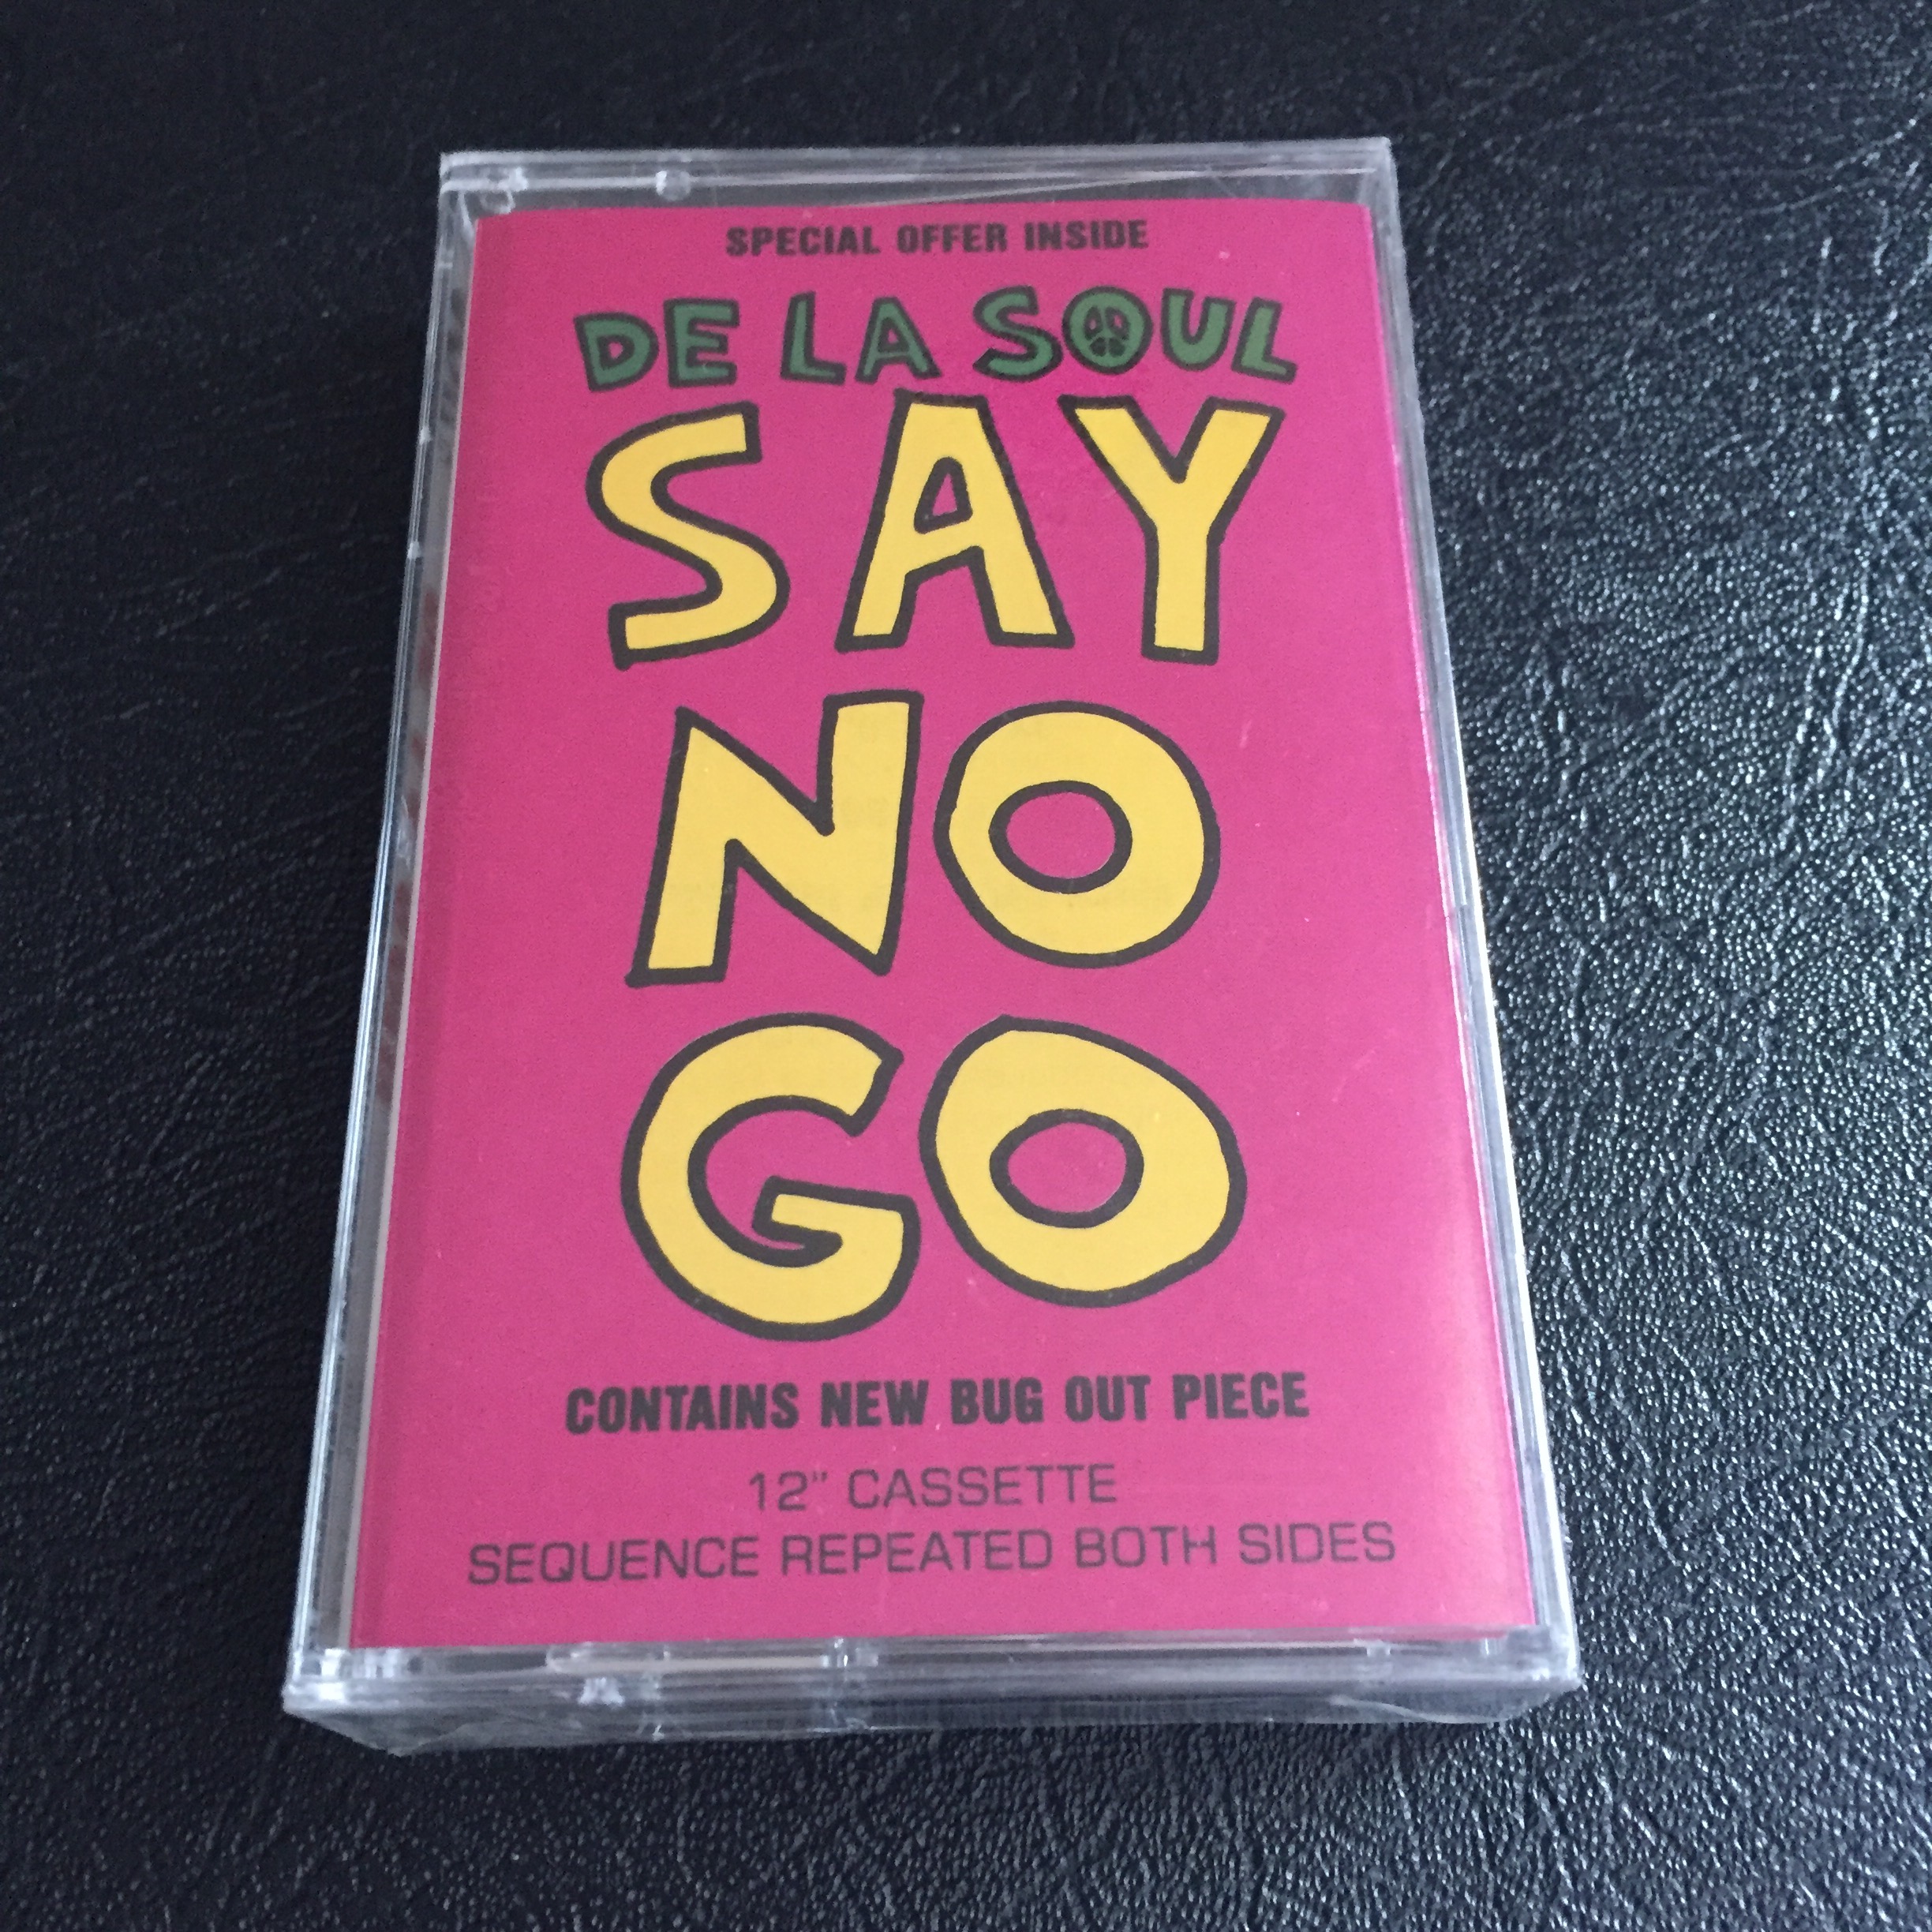 SPECIAL OFFER INSIDE
DE LA SOUL
SAY
NO
GO
CONTAINS NEW BUG OUT PIECE
12" CASSETTE
SEQUENCE REPEATED BOTH SIDES